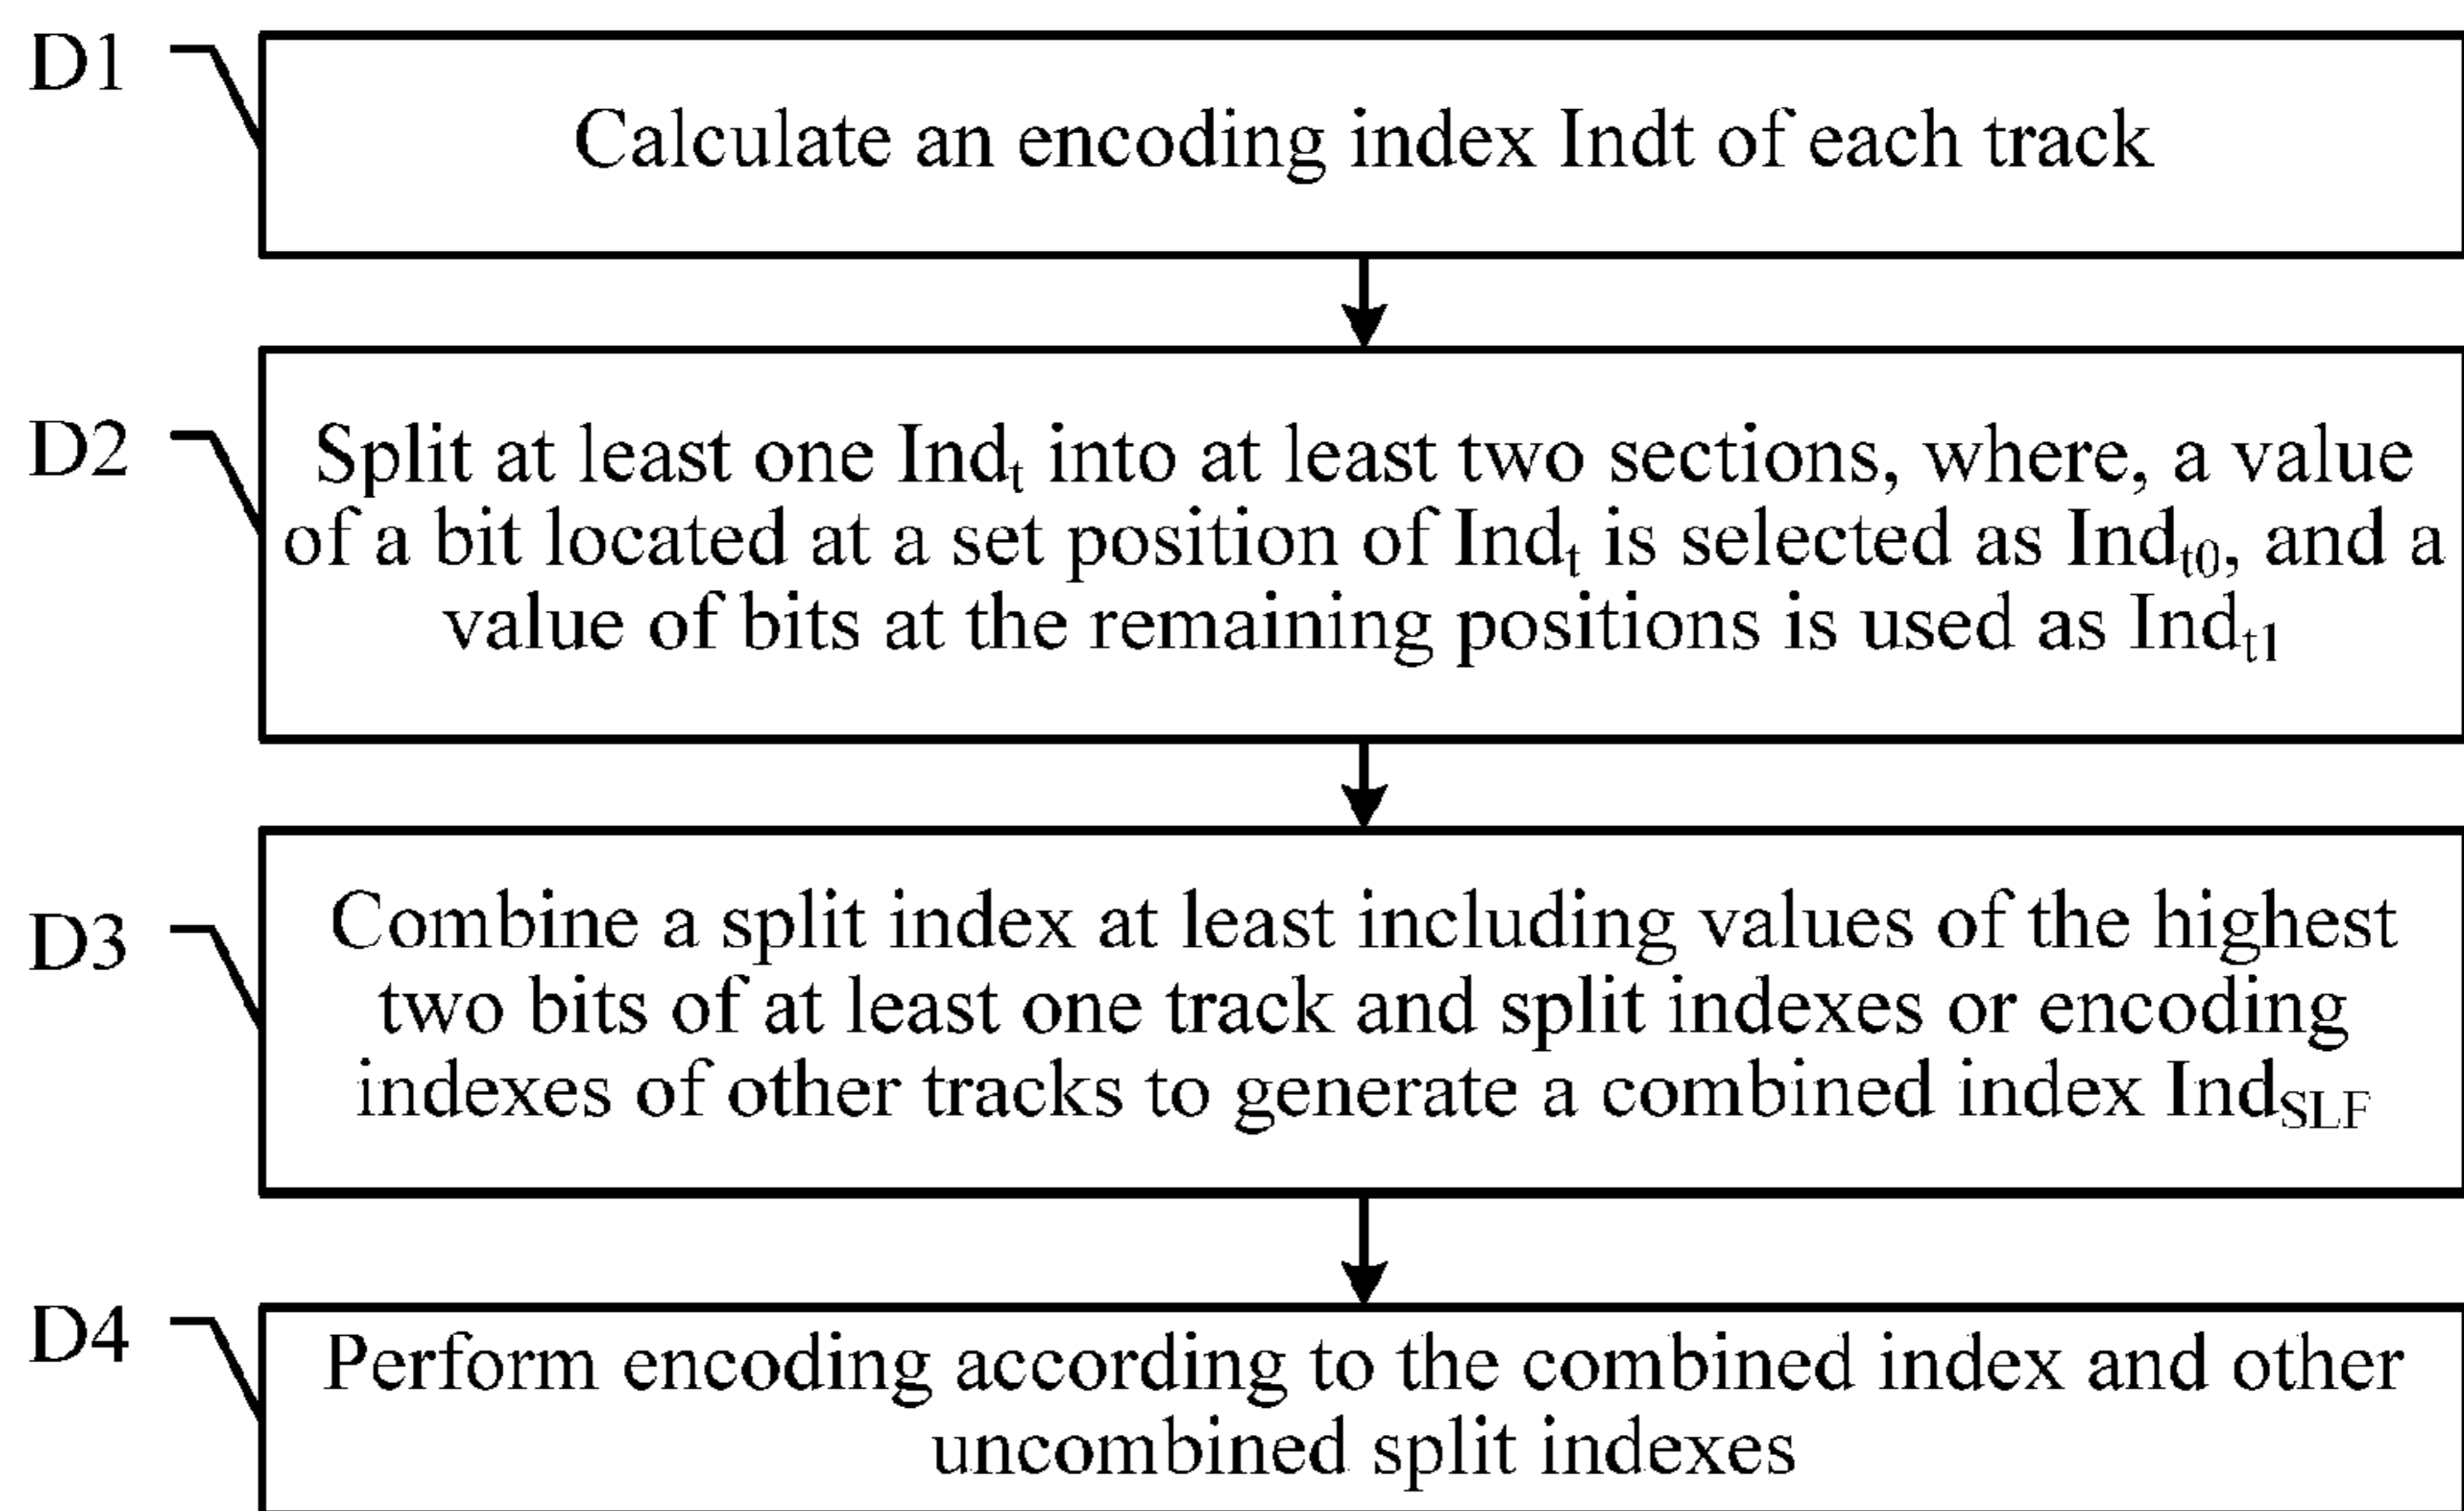 D1
Calculate an encoding index Indt of each track
D2
Split at least one Indt into at least two sections, where, a value
of a bit located at a set position of Indt is selected as Indt0, and a
value of bits at the remaining positions is used as Indt1
D3
Combine a split index at least including values of the highest
two bits of at least one track and split indexes or encoding
indexes of other tracks to generate a combined index IndSLF
D4
Perform encoding according to the combined index and other
uncombined split indexes